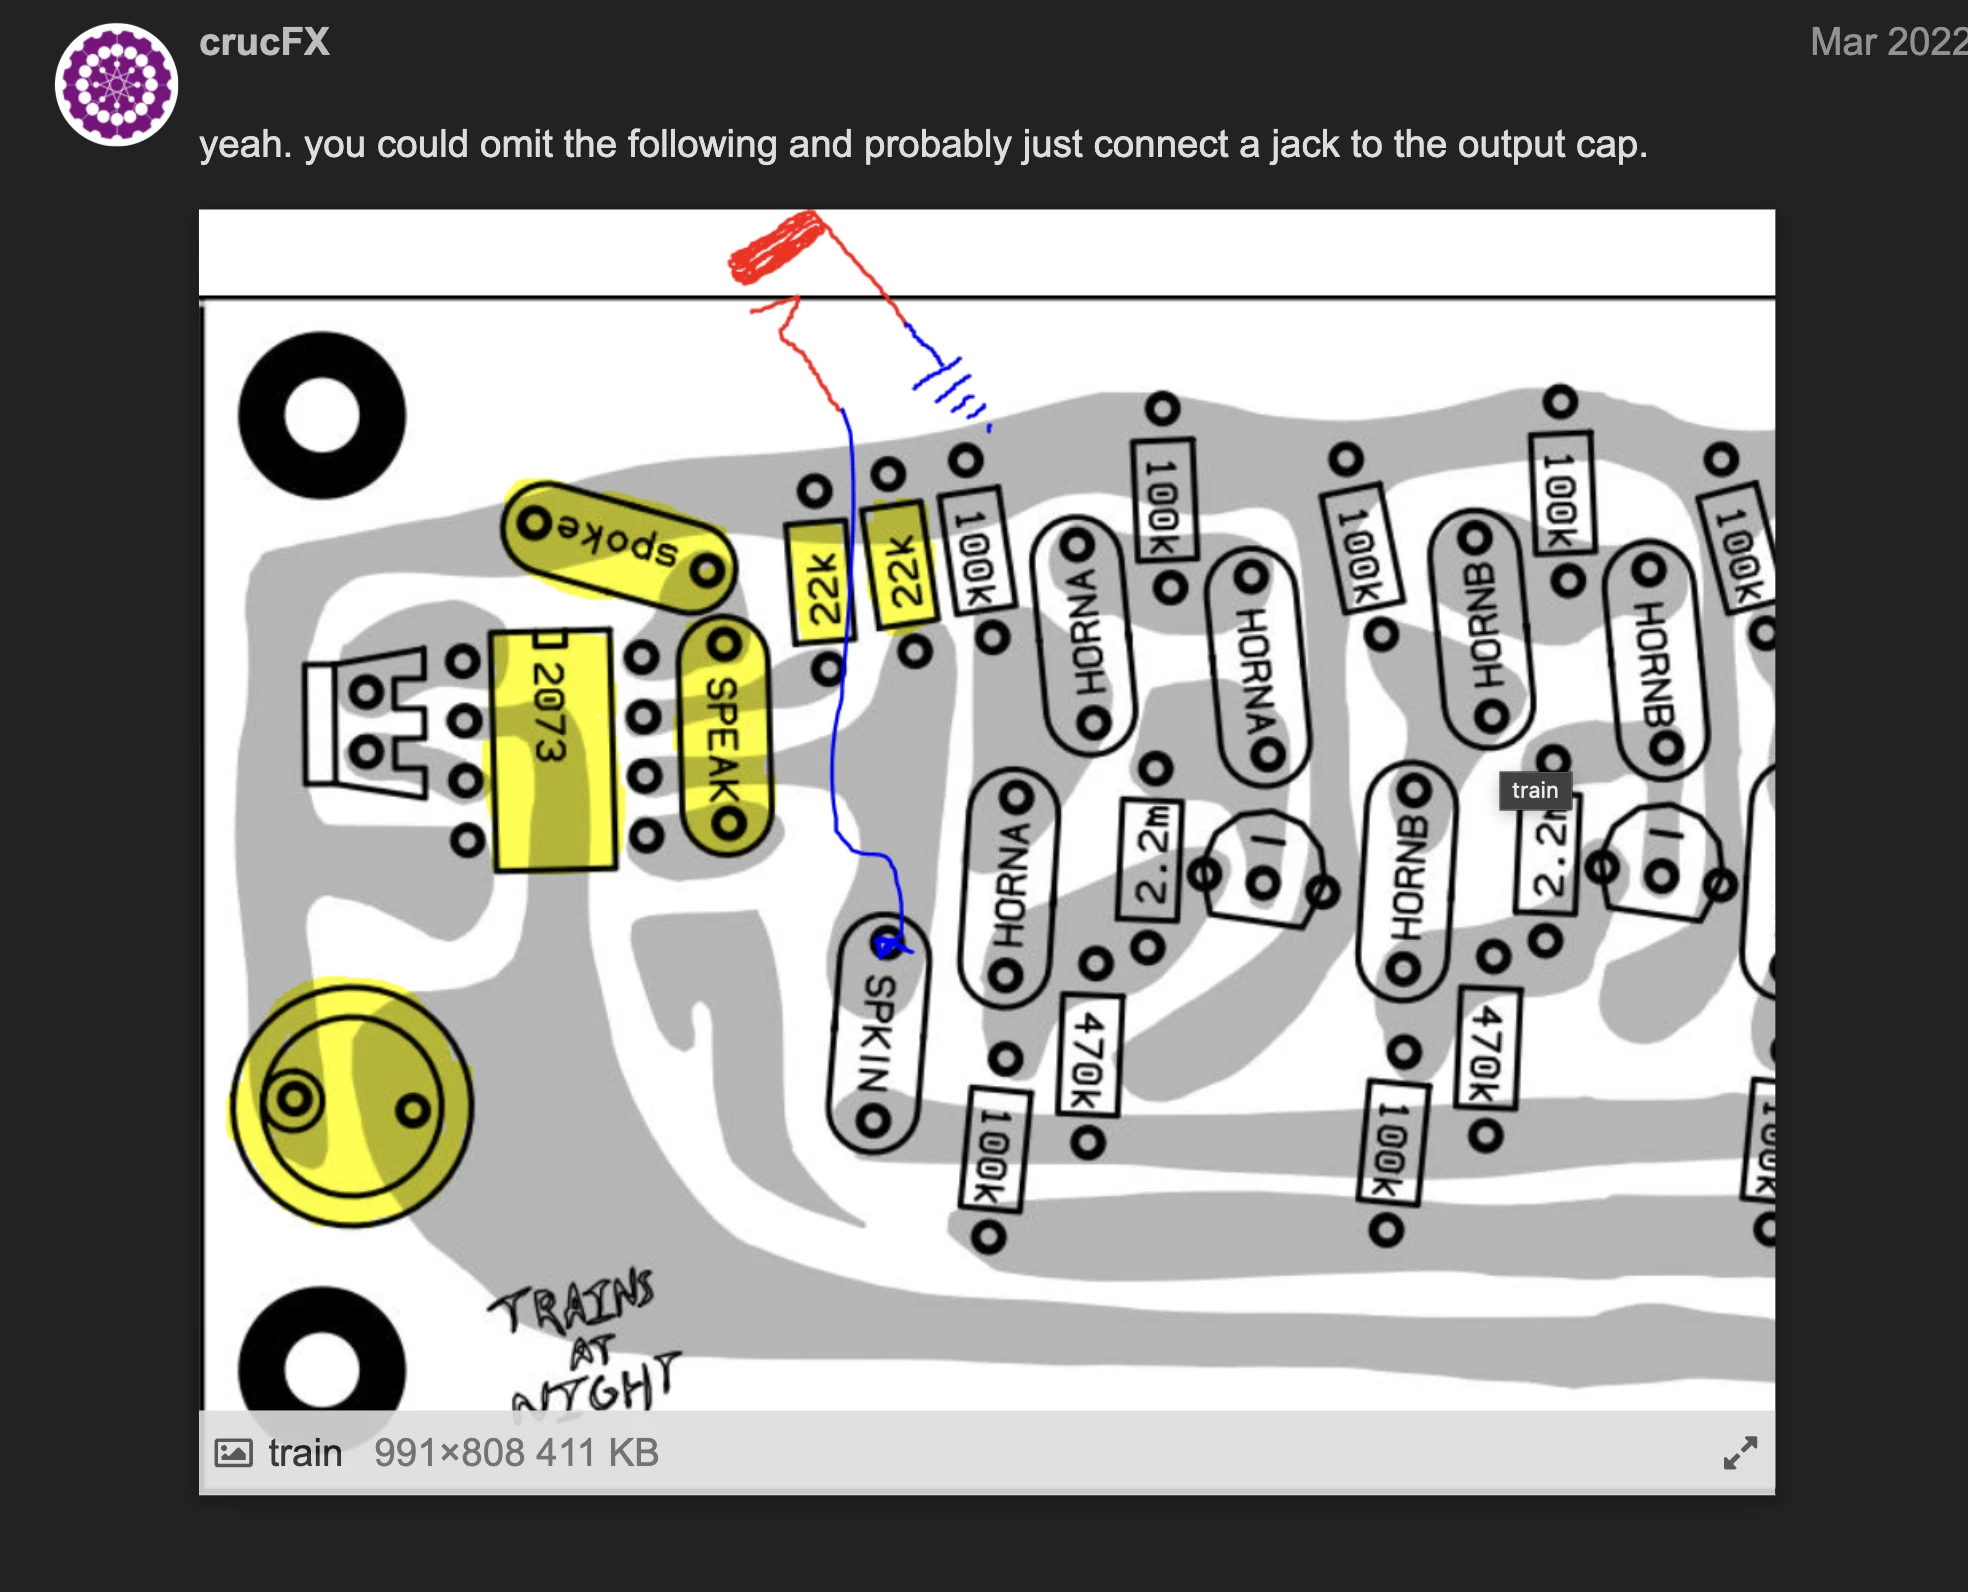 crucFX
Mar 2022
yeah. you could omit the following and probably just connect a jack to the output cap.
spoke
22k
22k
100k
100k
100k
100k
100k
HORNA
HORNA
HORNB
HORNB
2073
SPEAK
train
HORNA
2.2m
HORNB
2.2m
SPKIN
470k
470k
100k
100k
100k
TRAINS
AT
NIGHT
train 991×808 411 KB